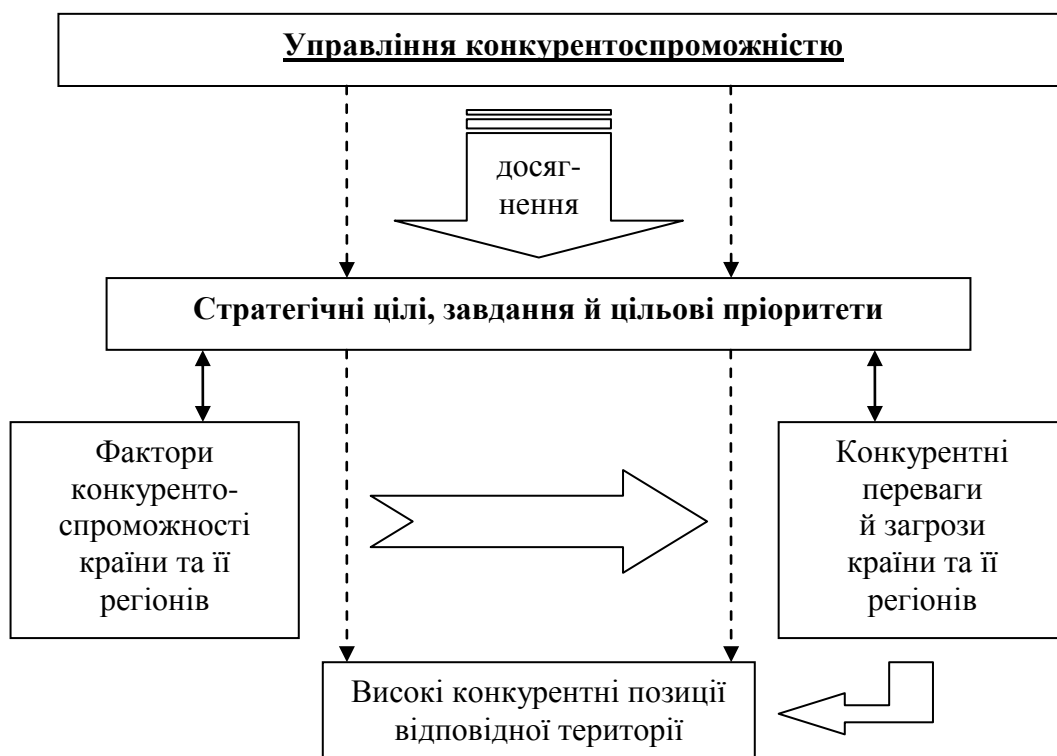 Управління конкурентоспроможністю
досяг-
нення
Стратегічні цілі, завдання й цільові пріоритети
Фактори
конкуренто-
спроможності
країни та її
регіонів
Конкурентні
переваги
й загрози
країни та її
регіонів
Високі конкурентні позиції
відповідної території